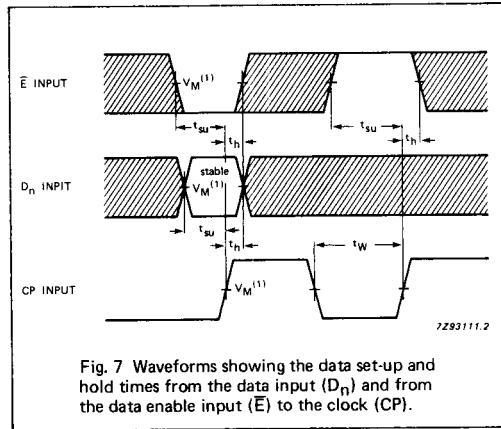 E̅ INPUT
V_M(1)
t_su
t_h
t_su
t_h
D_n INPIT
stable
V_M(1)
t_su
t_h
t_W
CP INPUT
V_M(1)
7Z93111.2
Fig. 7 Waveforms showing the data set-up and
hold times from the data input (D_n) and from
the data enable input (E̅) to the clock (CP).